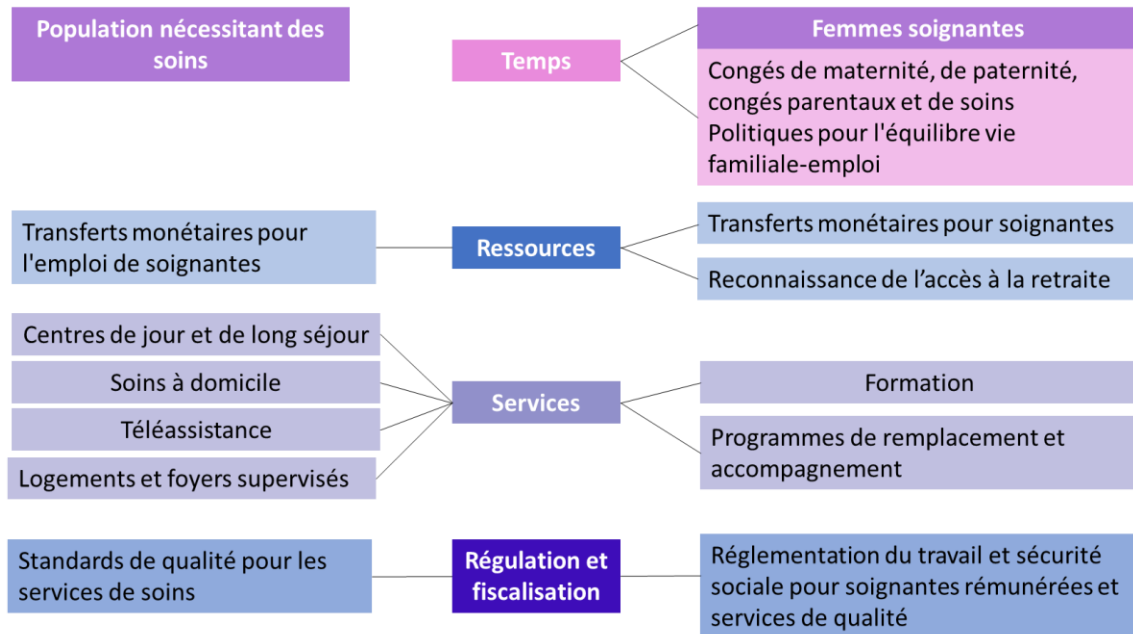 Population nécessitant des
soins
Temps
Femmes soignantes
Congés de maternité, de paternité,
congés parentaux et de soins
Politiques pour l'équilibre vie
familiale-emploi
Transferts monétaires pour
l'emploi de soignantes
Ressources
Transferts monétaires pour soignantes
Reconnaissance de l’accès à la retraite
Centres de jour et de long séjour
Soins à domicile
Téléassistance
Logements et foyers supervisés
Services
Formation
Programmes de remplacement et
accompagnement
Standards de qualité pour les
services de soins
Régulation et
fiscalisation
Réglementation du travail et sécurité
sociale pour soignantes rémunérées et
services de qualité